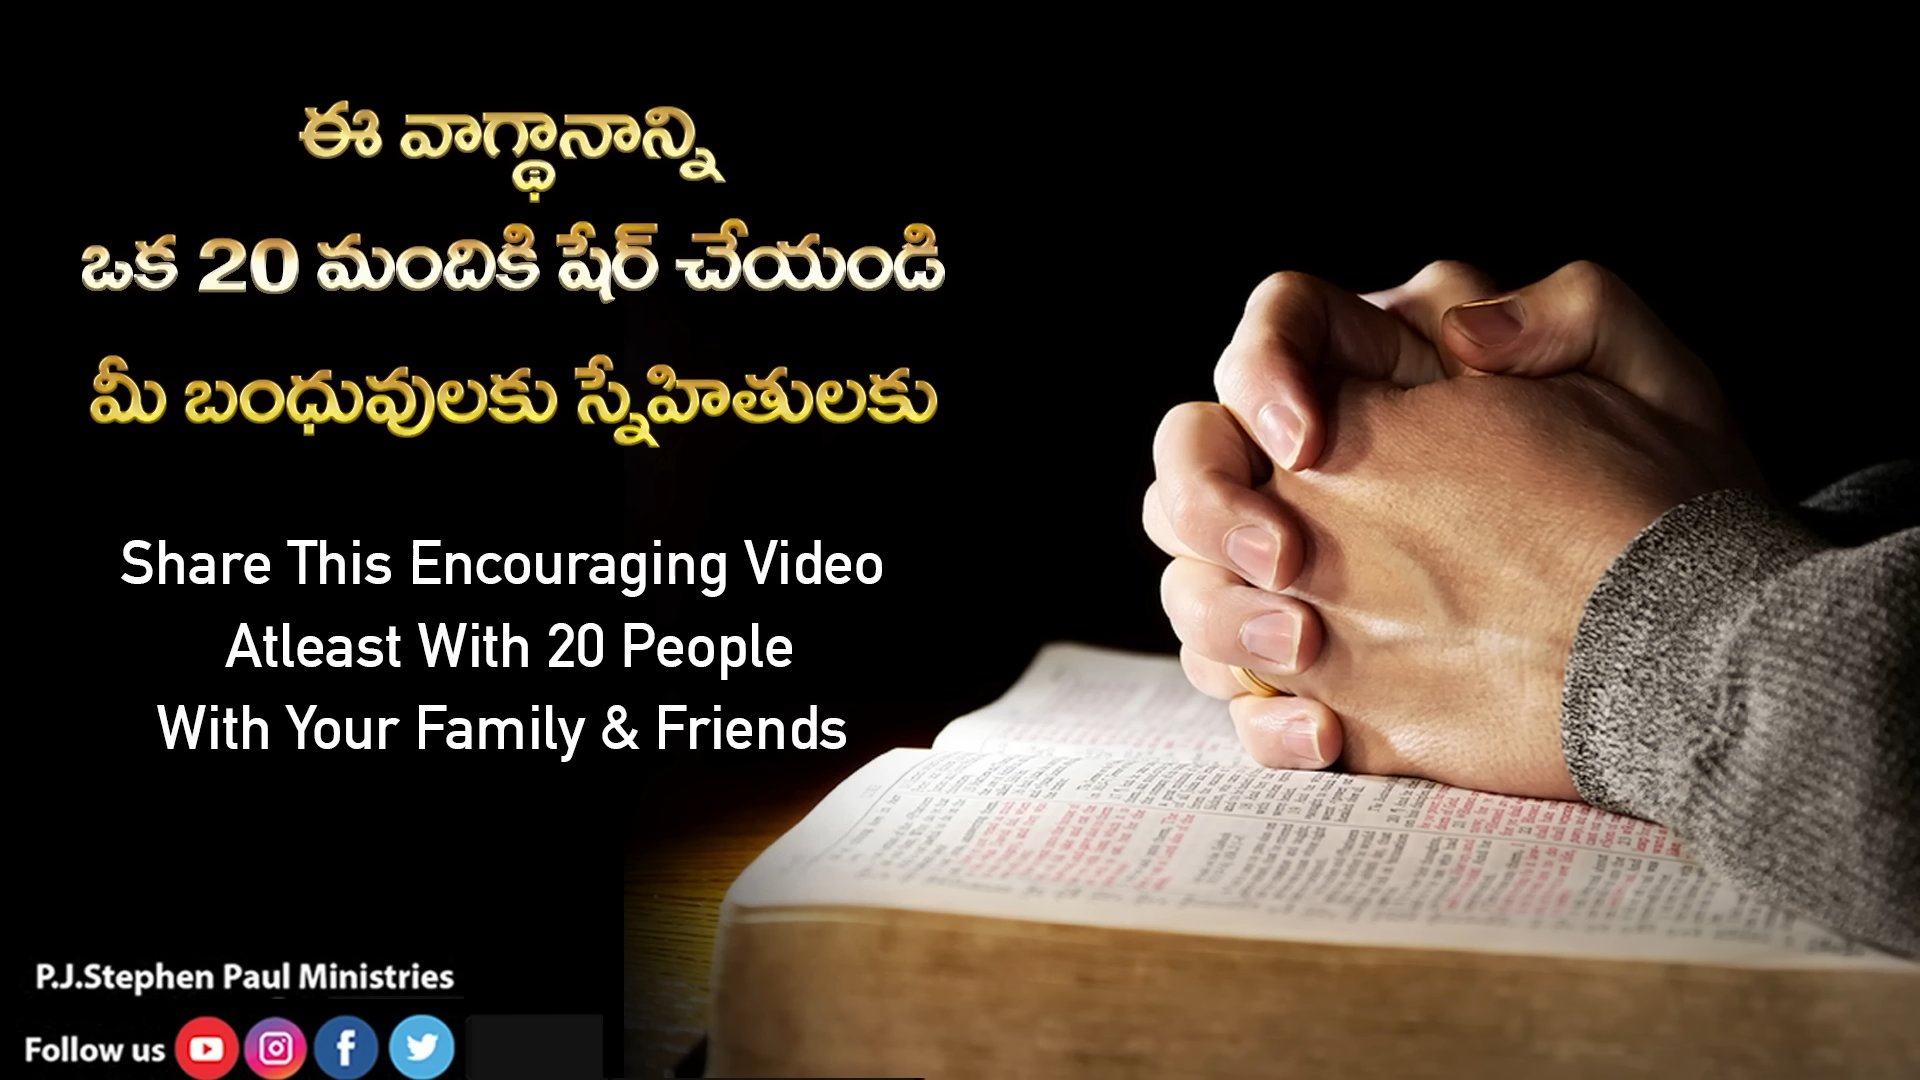 ఈ వాగ్ధానాన్ని
ఒక 20 మందికి షేర్ చేయండి
మీ బంధువులకు స్నేహితులకు
Share This Encouraging Video
Atleast With 20 People
With Your Family & Friends
P.J.Stephen Paul Ministries
Follow us